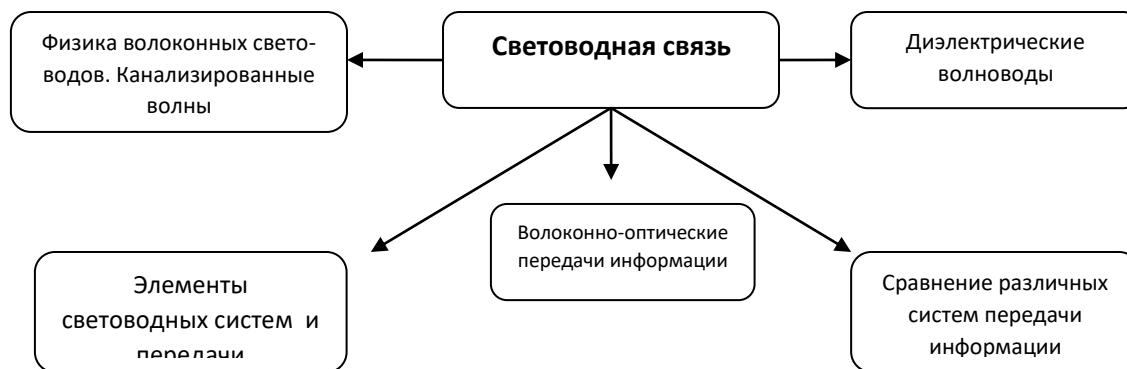 Физика волоконных свето-
водов. Канализированные
волны
Световодная связь
Диэлектрические
волноводы
Волоконно-оптические
передачи информации
Элементы
световодных систем и
передачи
Сравнение различных
систем передачи
информации